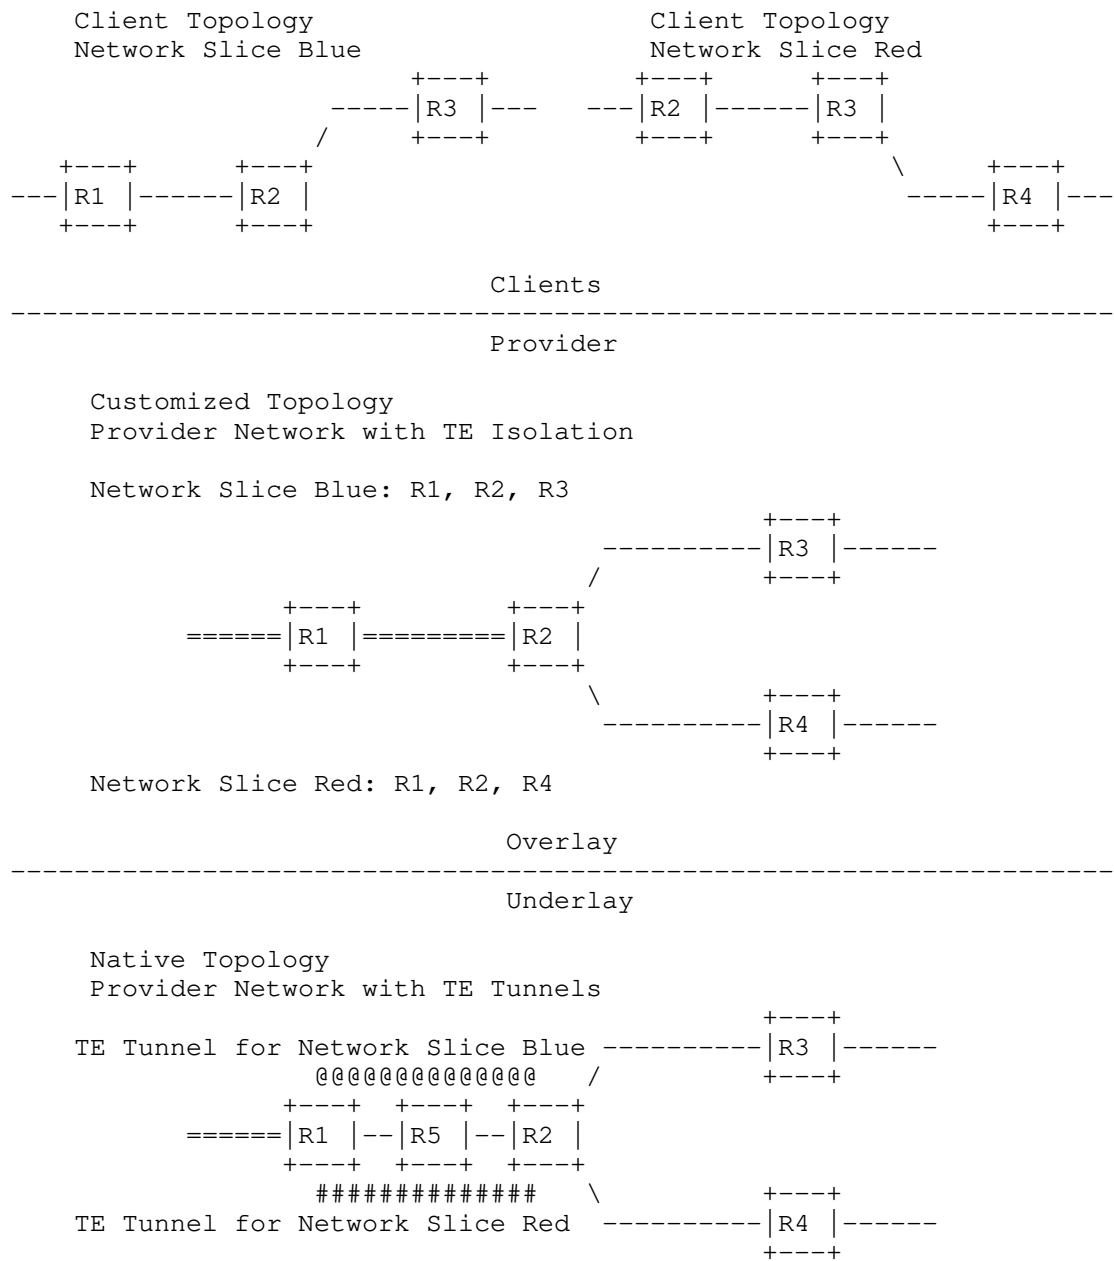 Client Topology                     Client Topology
    Network Slice Blue                  Network Slice Red
                         +---+         +---+      +---+
                    -----|R3 |---   ---|R2 |------|R3 |
                   /     +---+         +---+      +---+
   +---+      +---+                                    \     +---+
---|R1 |------|R2 |                                     -----|R4 |---
   +---+      +---+                                          +---+
                              Clients
---------------------------------------------------------------------
                              Provider
     Customized Topology
     Provider Network with TE Isolation
     Network Slice Blue: R1, R2, R3
                                               +---+
                                     ----------|R3 |------
                                    /          +---+
                 +---+         +---+
           ======|R1 |=========|R2 |
                 +---+         +---+
                                    \          +---+
                                     ----------|R4 |------
                                               +---+
     Network Slice Red: R1, R2, R4
                               Overlay
---------------------------------------------------------------------
                               Underlay
     Native Topology
     Provider Network with TE Tunnels
                                               +---+
    TE Tunnel for Network Slice Blue ----------|R3 |------
                   @@@@@@@@@@@@@@   /          +---+
                 +---+  +---+  +---+
           ======|R1 |--|R5 |--|R2 |
                 +---+  +---+  +---+
                   ##############   \          +---+
    TE Tunnel for Network Slice Red  ----------|R4 |------
                                               +---+